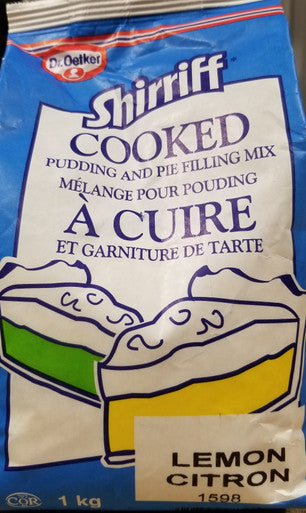 Dr.Oetker
Shirriff
COOKED
PUDDING AND PIE FILLING MIX
MÉLANGE POUR POUDING
À CUIRE
ET GARNITURE DE TARTE
LEMON
CITRON
1598
COR 1 kg